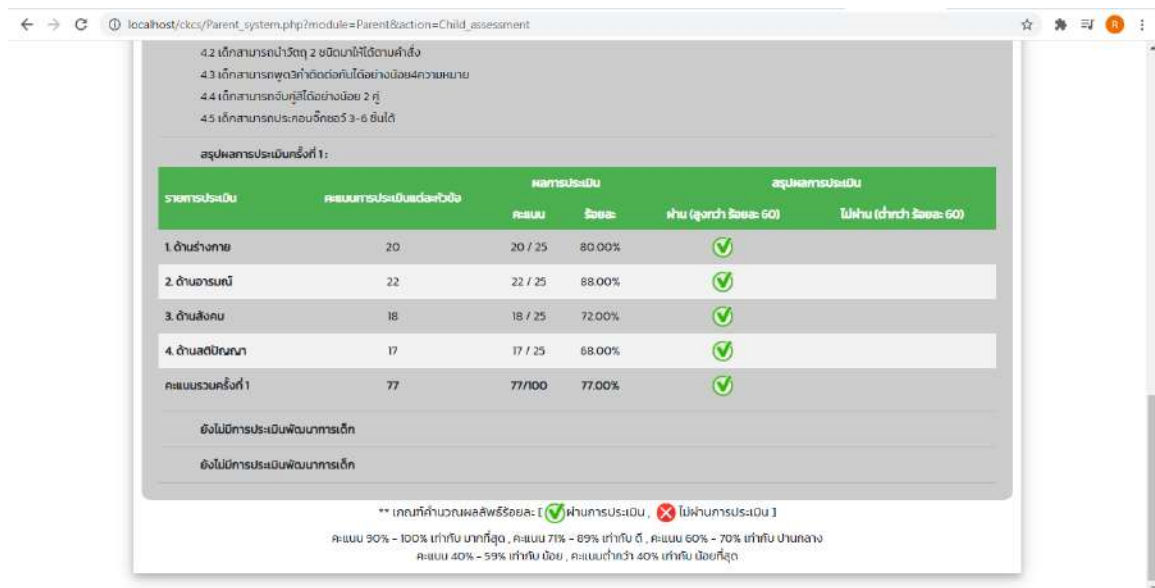 localhost/ckcs/Parent_system.php?module=Parent&action=Child_assessment
R
4.2 เด็กสามารถนำวัตถุ 2 ชนิดมาให้ได้ตามคำสั่ง
4.3 เด็กสามารถพูด3คำติดต่อกันได้อย่างน้อย4ความหมาย
4.4 เด็กสามารถจับคู่สีได้อย่างน้อย 2 คู่
4.5 เด็กสามารถประกอบจิ๊กซอว์ 3-6 ชิ้นได้
สรุปผลการประเมินครั้งที่ 1 :
รายการประเมิน คะแนนการประเมินแต่ละหัวข้อ ผลการประเมิน สรุปผลการประเมิน
คะแนน ร้อยละ ผ่าน (สูงกว่า ร้อยละ 60) ไม่ผ่าน (ต่ำกว่า ร้อยละ 60)
1. ด้านร่างกาย 20 20 / 25 80.00%
2. ด้านอารมณ์ 22 22 / 25 88.00%
3. ด้านสังคม 18 18 / 25 72.00%
4. ด้านสติปัญญา 17 17 / 25 68.00%
คะแนนรวมครั้งที่ 1 77 77/100 77.00%
ยังไม่มีการประเมินพัฒนาการเด็ก
ยังไม่มีการประเมินพัฒนาการเด็ก
** เกณฑ์คำนวณผลลัพธ์ร้อยละ [ ผ่านการประเมิน , ไม่ผ่านการประเมิน ]
คะแนน 90% - 100% เท่ากับ มากที่สุด , คะแนน 71% - 89% เท่ากับ ดี , คะแนน 60% - 70% เท่ากับ ปานกลาง
คะแนน 40% - 59% เท่ากับ น้อย , คะแนนต่ำกว่า 40% เท่ากับ น้อยที่สุด